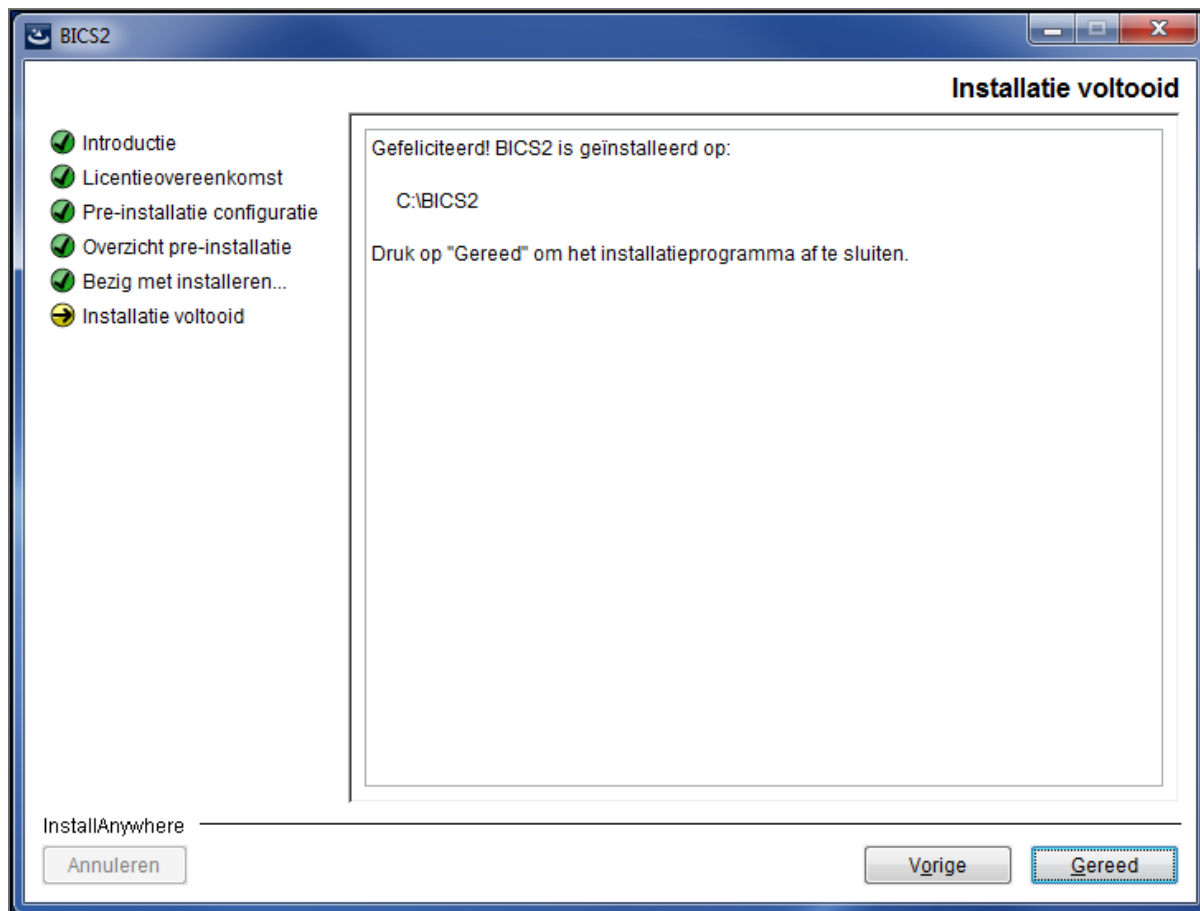 BICS2
Installatie voltooid
Introductie
Licentieovereenkomst
Pre-installatie configuratie
Overzicht pre-installatie
Bezig met installeren...
Installatie voltooid
Gefeliciteerd! BICS2 is geïnstalleerd op:
C:\BICS2
Druk op "Gereed" om het installatieprogramma af te sluiten.
InstallAnywhere
Annuleren
Vorige
Gereed